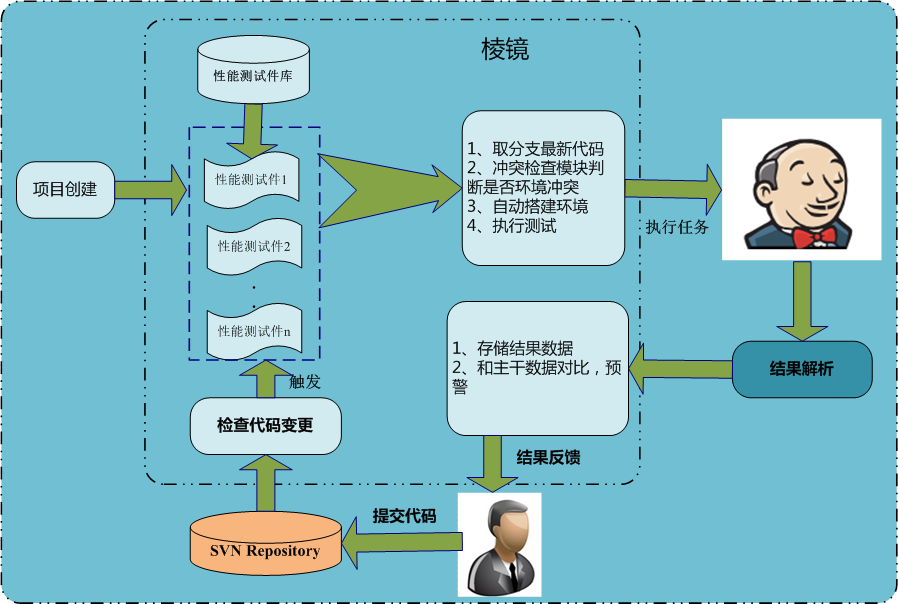 棱镜
性能测试件库
项目创建
性能测试件1
性能测试件2
.
.
性能测试件n
1、取分支最新代码
2、冲突检查模块判
断是否环境冲突
3、自动搭建环境
4、执行测试
执行任务
结果解析
1、存储结果数据
2、和主干数据对比，预
警
触发
检查代码变更
结果反馈
提交代码
SVN Repository